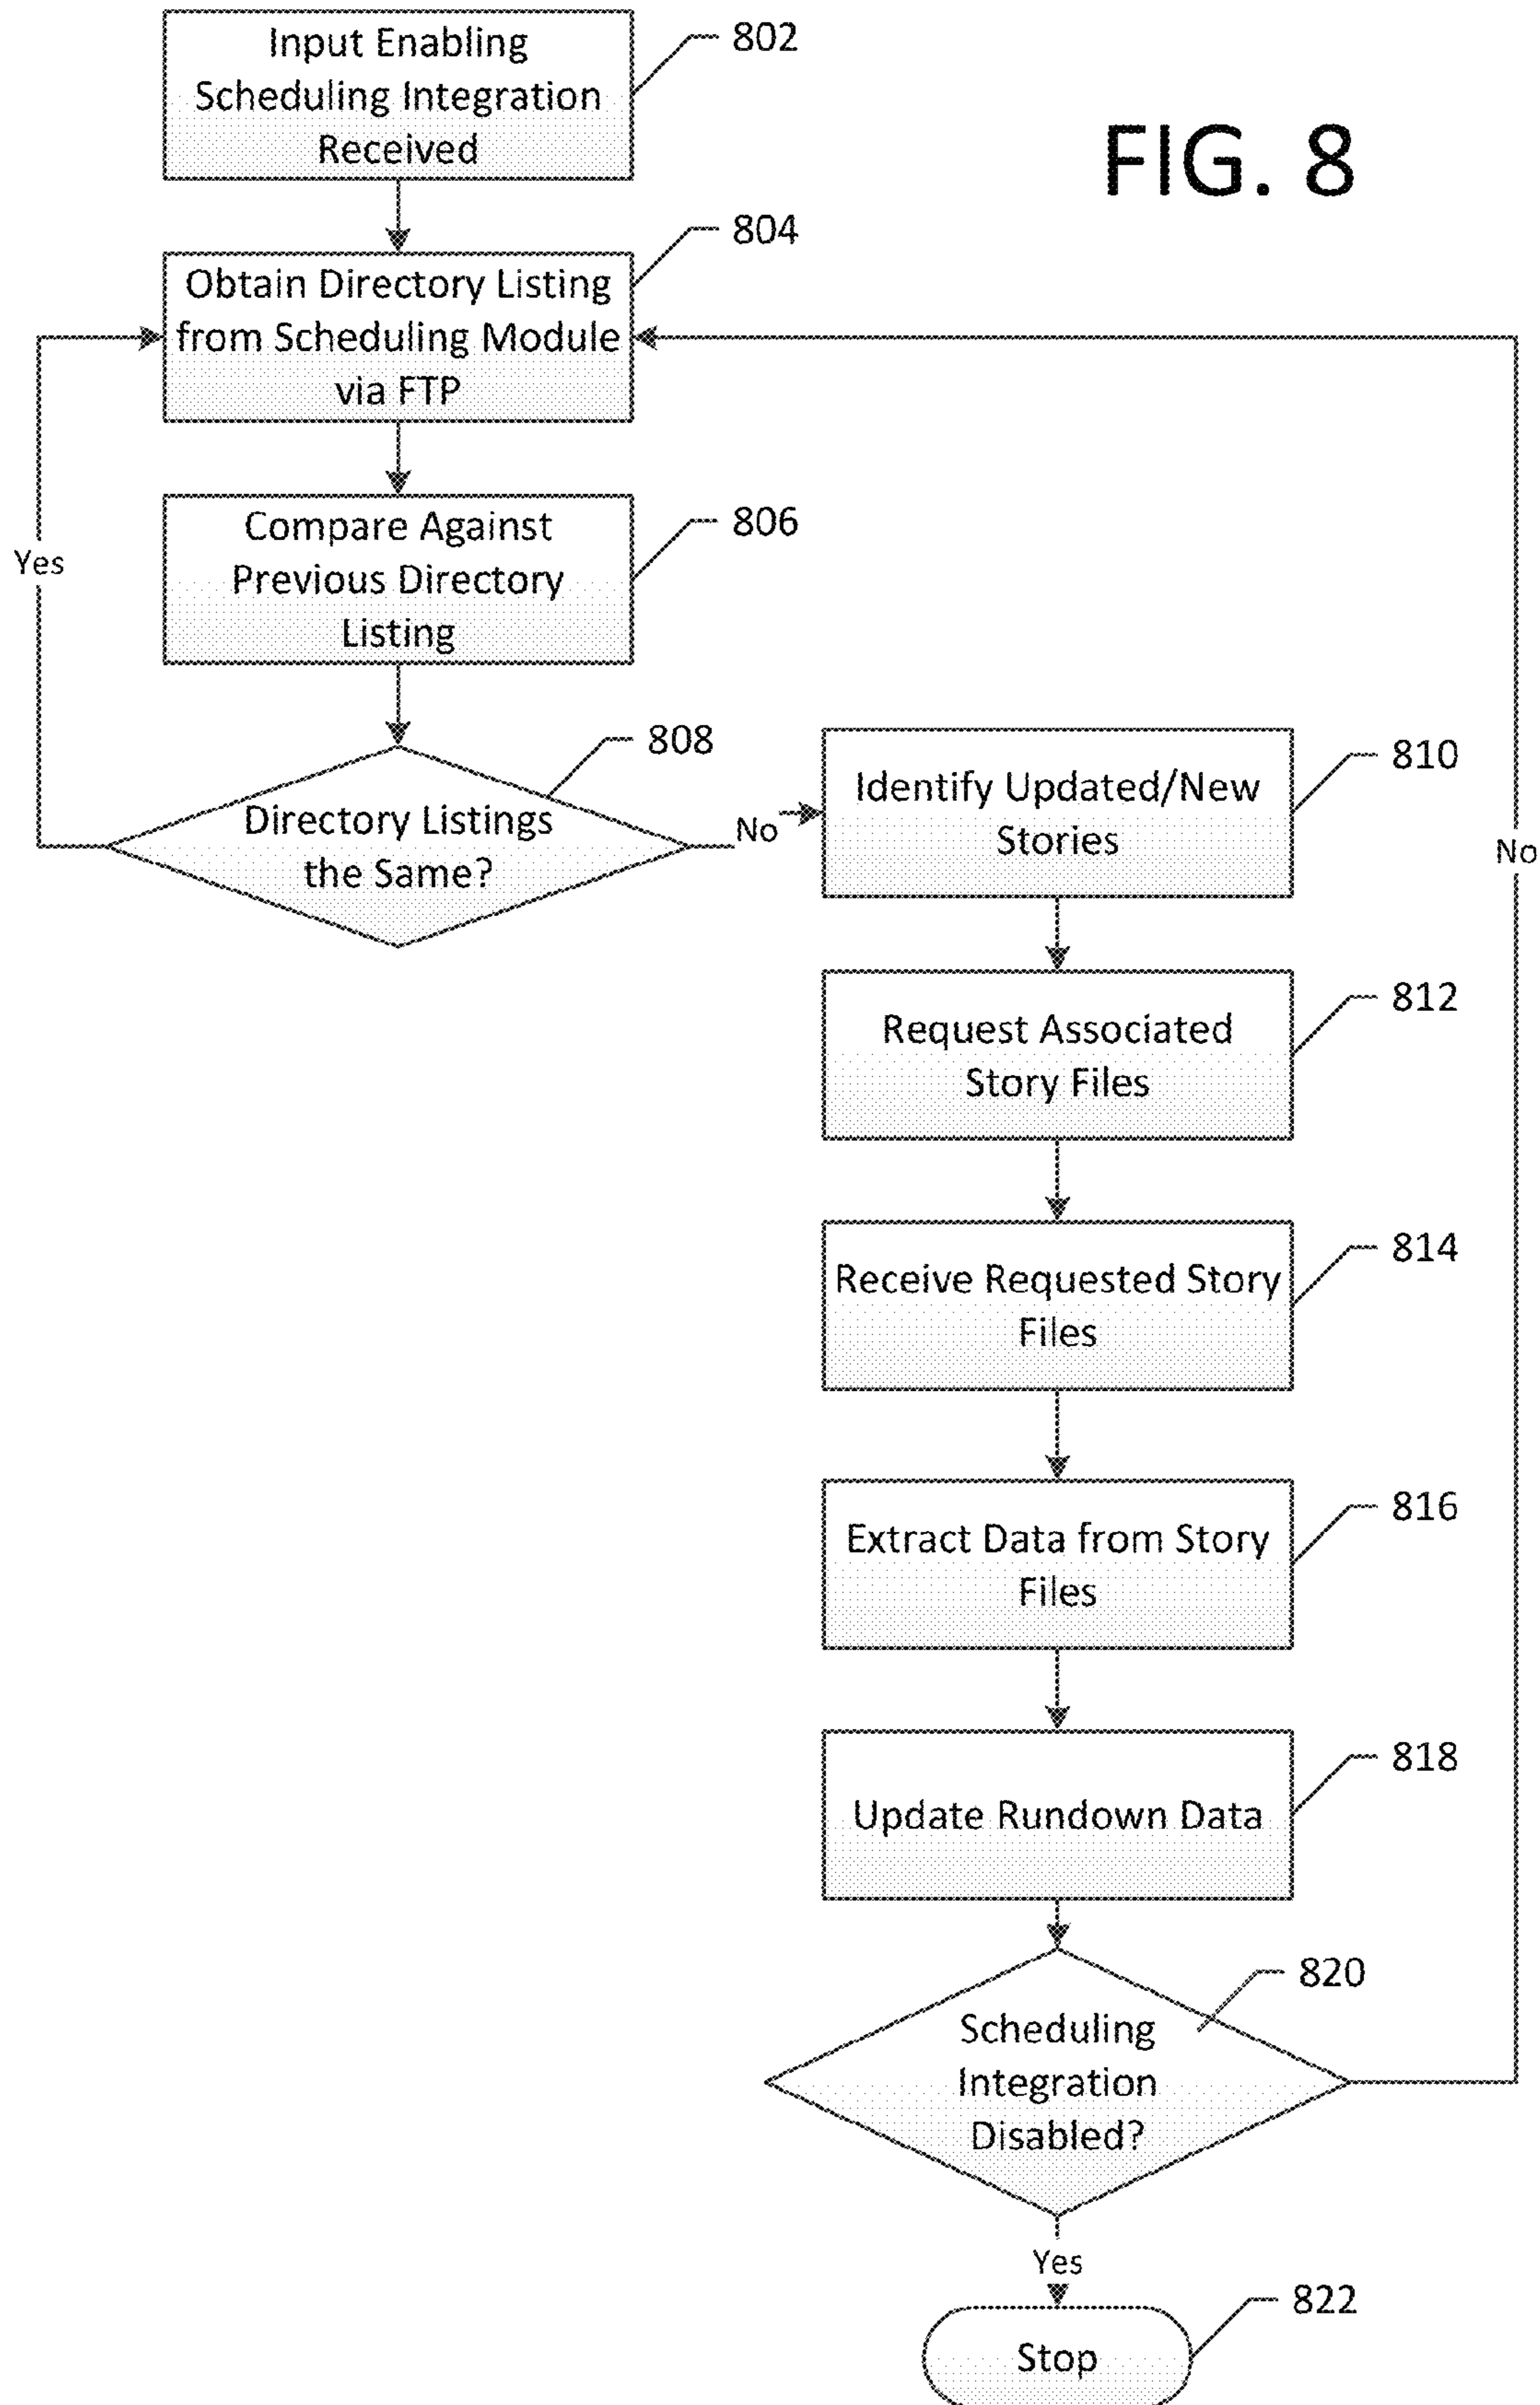 Input Enabling
Scheduling Integration
Received
802
FIG. 8
Obtain Directory Listing
from Scheduling Module
via FTP
804
Compare Against
Previous Directory
Listing
806
Yes
Directory Listings
the Same?
808
No
Identify Updated/New
Stories
810
No
Request Associated
Story Files
812
Receive Requested Story
Files
814
Extract Data from Story
Files
816
Update Rundown Data
818
Scheduling
Integration
Disabled?
820
Yes
Stop
822